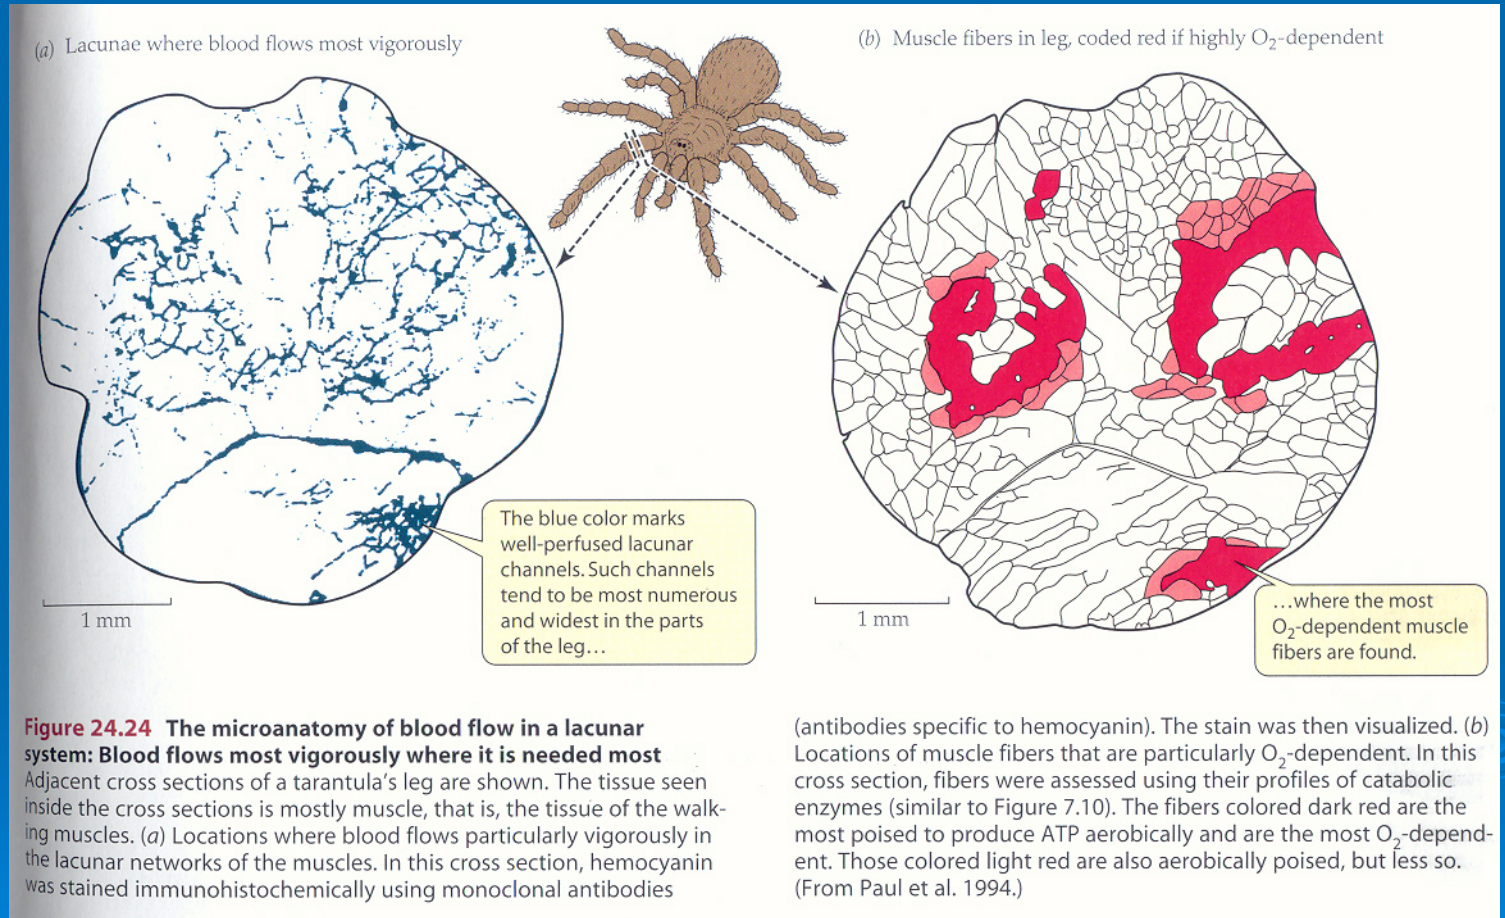 (a) Lacunae where blood flows most vigorously
(b) Muscle fibers in leg, coded red if highly O₂-dependent
The blue color marks
well-perfused lacunar
channels. Such channels
tend to be most numerous
and widest in the parts
of the leg…
1 mm
1 mm
…where the most
O₂-dependent muscle
fibers are found.
Figure 24.24 The microanatomy of blood flow in a lacunar
system: Blood flows most vigorously where it is needed most
Adjacent cross sections of a tarantula's leg are shown. The tissue seen
inside the cross sections is mostly muscle, that is, the tissue of the walk-
ing muscles. (a) Locations where blood flows particularly vigorously in
the lacunar networks of the muscles. In this cross section, hemocyanin
was stained immunohistochemically using monoclonal antibodies
(antibodies specific to hemocyanin). The stain was then visualized. (b)
Locations of muscle fibers that are particularly O₂-dependent. In this
cross section, fibers were assessed using their profiles of catabolic
enzymes (similar to Figure 7.10). The fibers colored dark red are the
most poised to produce ATP aerobically and are the most O₂-depend-
ent. Those colored light red are also aerobically poised, but less so.
(From Paul et al. 1994.)